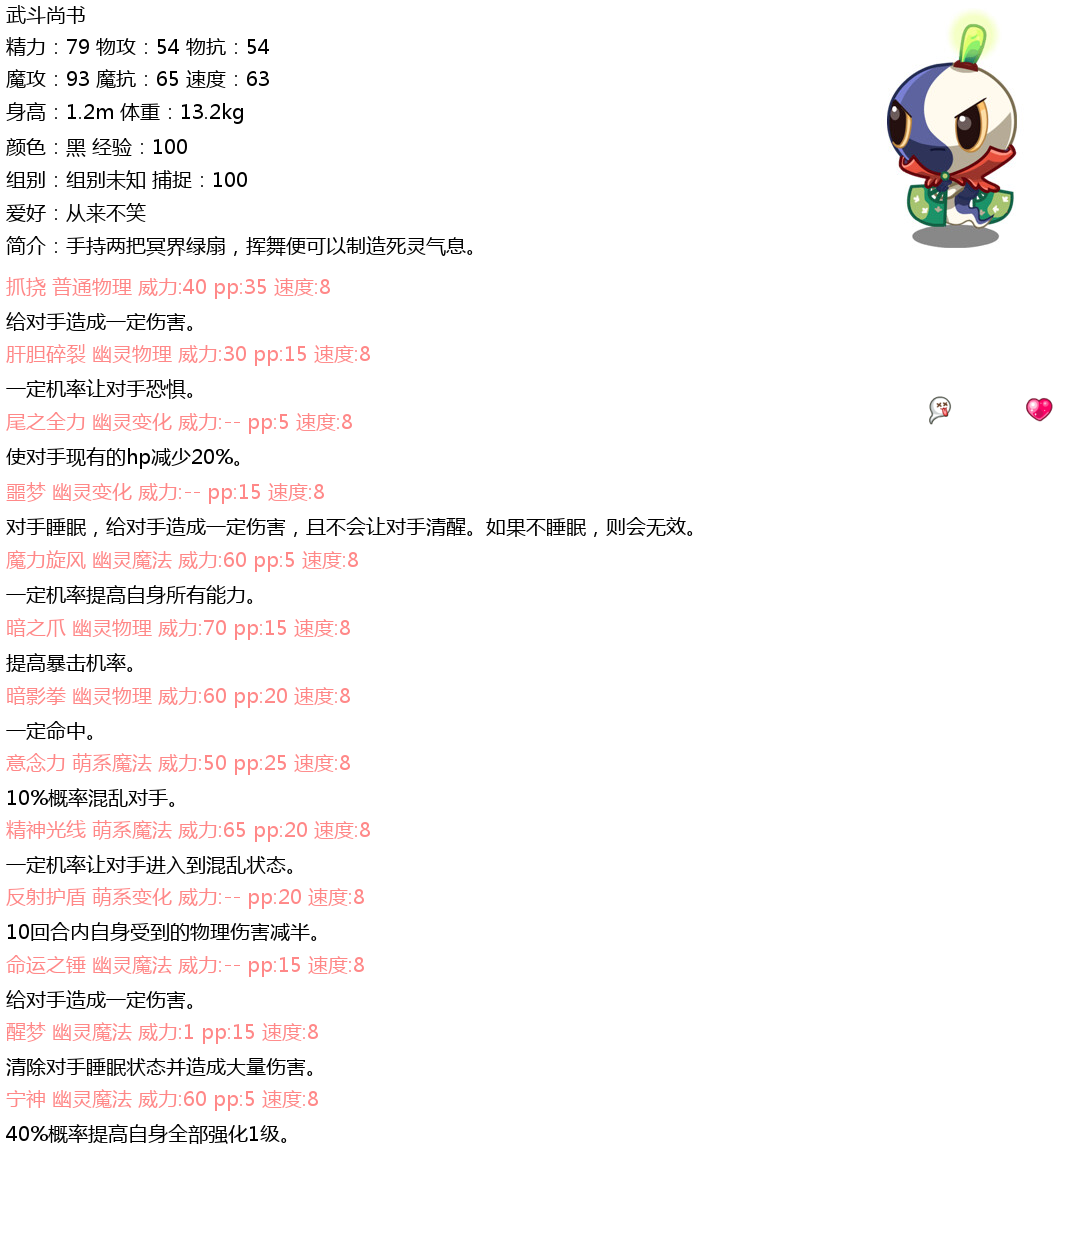 武斗尚书
精力：79 物攻：54 物抗：54
魔攻：93 魔抗：65 速度：63
身高：1.2m 体重：13.2kg
颜色：黑 经验：100
组别：组别未知 捕捉：100
爱好：从来不笑
简介：手持两把冥界绿扇，挥舞便可以制造死灵气息。
抓挠 普通物理 威力:40 pp:35 速度:8
给对手造成一定伤害。
肝胆碎裂 幽灵物理 威力:30 pp:15 速度:8
一定机率让对手恐惧。
尾之全力 幽灵变化 威力:-- pp:5 速度:8
使对手现有的hp减少20%。
噩梦 幽灵变化 威力:-- pp:15 速度:8
对手睡眠，给对手造成一定伤害，且不会让对手清醒。如果不睡眠，则会无效。
魔力旋风 幽灵魔法 威力:60 pp:5 速度:8
一定机率提高自身所有能力。
暗之爪 幽灵物理 威力:70 pp:15 速度:8
提高暴击机率。
暗影拳 幽灵物理 威力:60 pp:20 速度:8
一定命中。
意念力 萌系魔法 威力:50 pp:25 速度:8
10%概率混乱对手。
精神光线 萌系魔法 威力:65 pp:20 速度:8
一定机率让对手进入到混乱状态。
反射护盾 萌系变化 威力:-- pp:20 速度:8
10回合内自身受到的物理伤害减半。
命运之锤 幽灵魔法 威力:-- pp:15 速度:8
给对手造成一定伤害。
醒梦 幽灵魔法 威力:1 pp:15 速度:8
清除对手睡眠状态并造成大量伤害。
宁神 幽灵魔法 威力:60 pp:5 速度:8
40%概率提高自身全部强化1级。